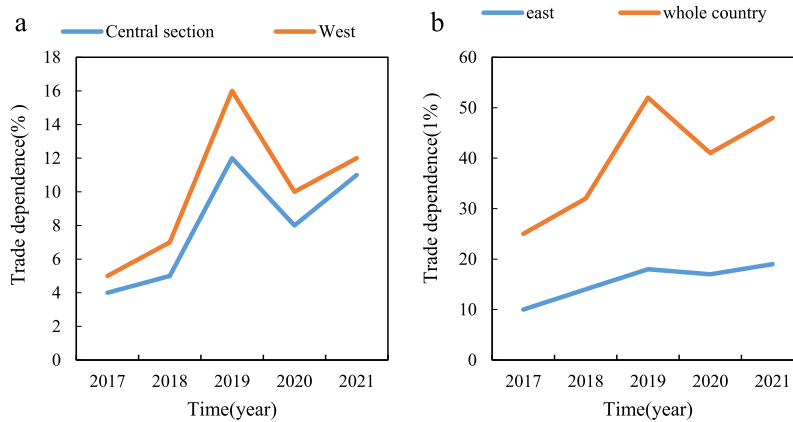 a
Central section
West
Trade dependence(% )
18
16
14
12
10
8
6
4
2
0
2017 2018 2019 2020 2021
Time(year)
b
east
whole country
Trade dependence(1% )
60
50
40
30
20
10
0
2017 2018 2019 2020 2021
Time(year)